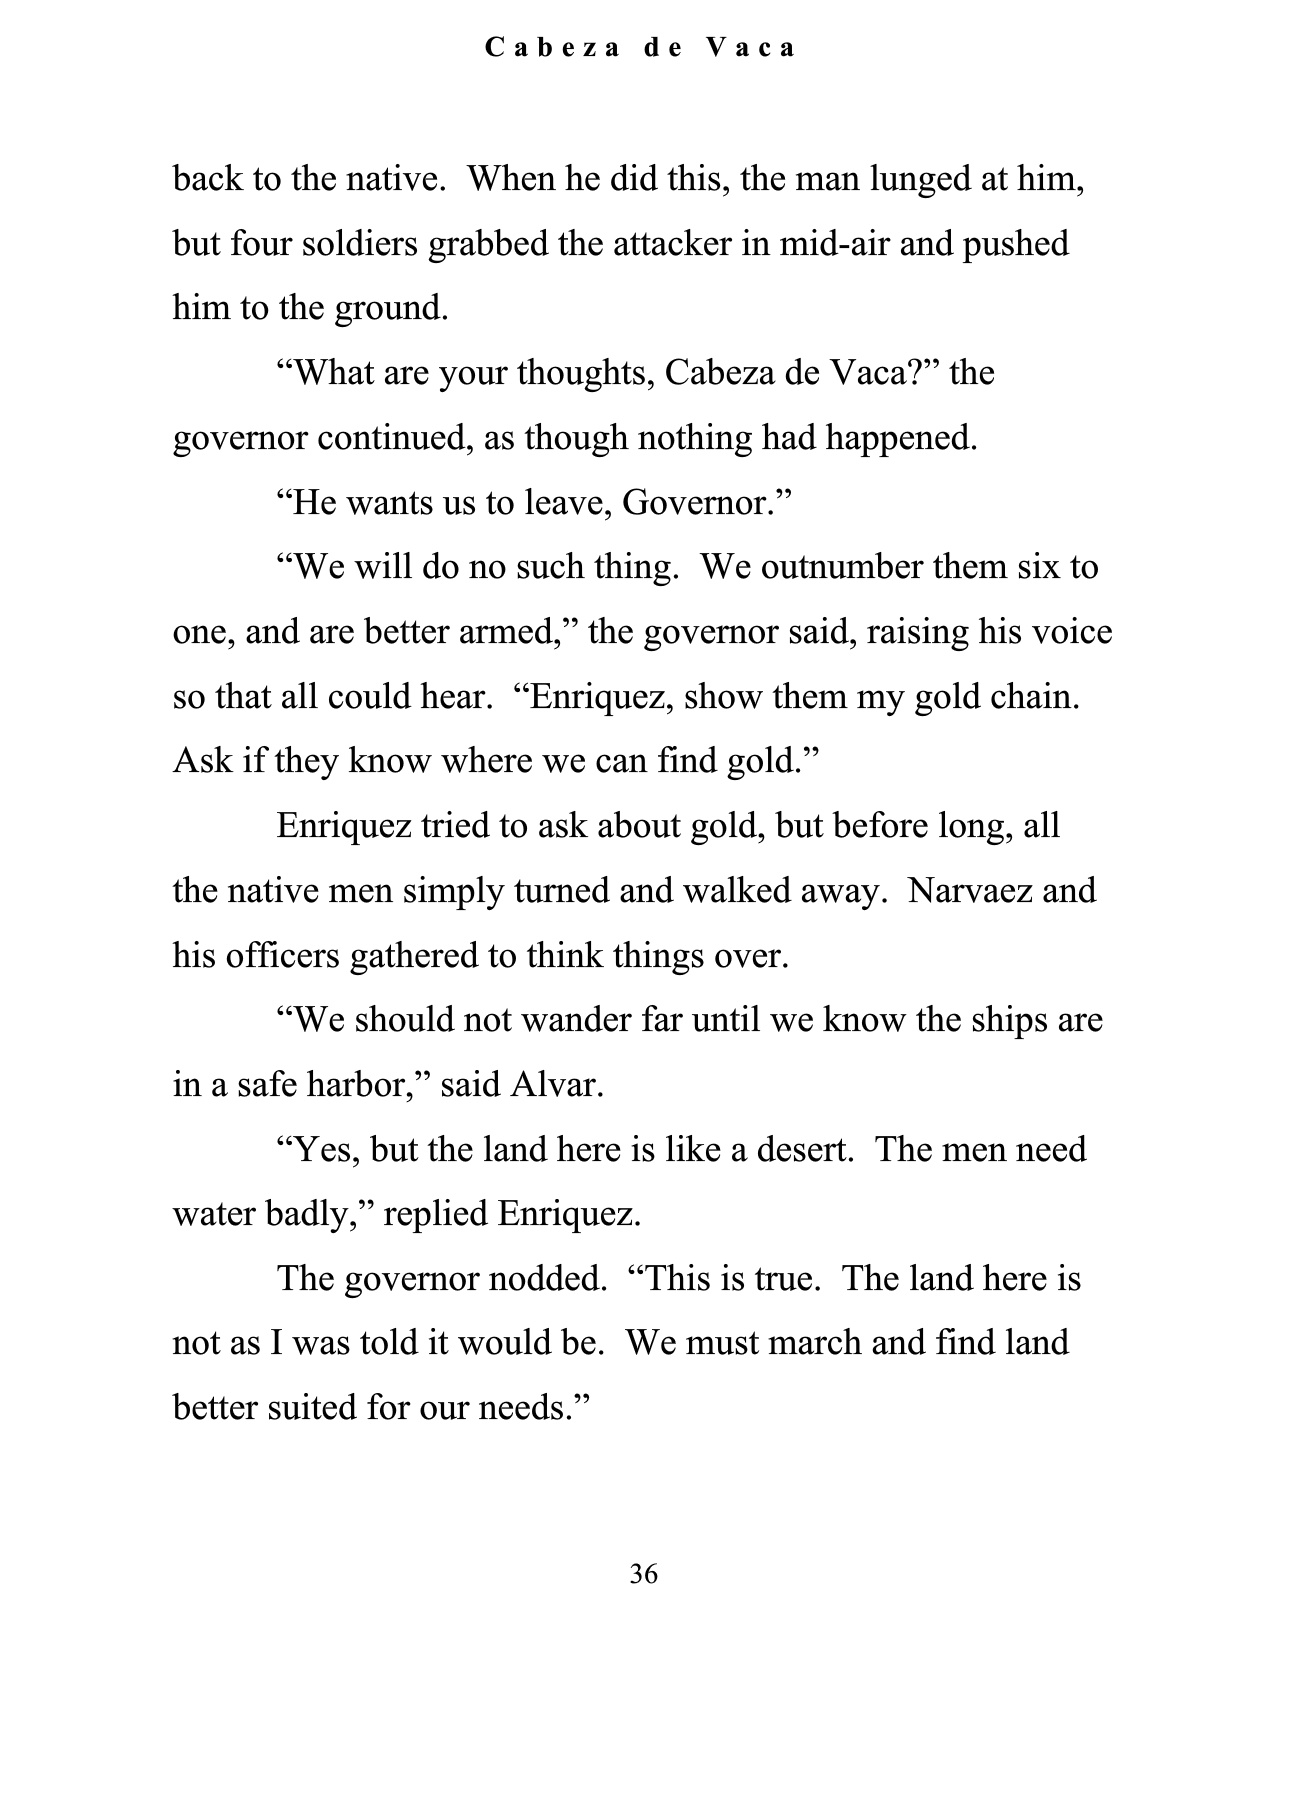 Cabeza de Vaca
back to the native.  When he did this, the man lunged at him,
but four soldiers grabbed the attacker in mid-air and pushed
him to the ground.
“What are your thoughts, Cabeza de Vaca?” the
governor continued, as though nothing had happened.
“He wants us to leave, Governor.”
“We will do no such thing.  We outnumber them six to
one, and are better armed,” the governor said, raising his voice
so that all could hear.  “Enriquez, show them my gold chain.
Ask if they know where we can find gold.”
Enriquez tried to ask about gold, but before long, all
the native men simply turned and walked away.  Narvaez and
his officers gathered to think things over.
“We should not wander far until we know the ships are
in a safe harbor,” said Alvar.
“Yes, but the land here is like a desert.  The men need
water badly,” replied Enriquez.
The governor nodded.  “This is true.  The land here is
not as I was told it would be.  We must march and find land
better suited for our needs.”
36